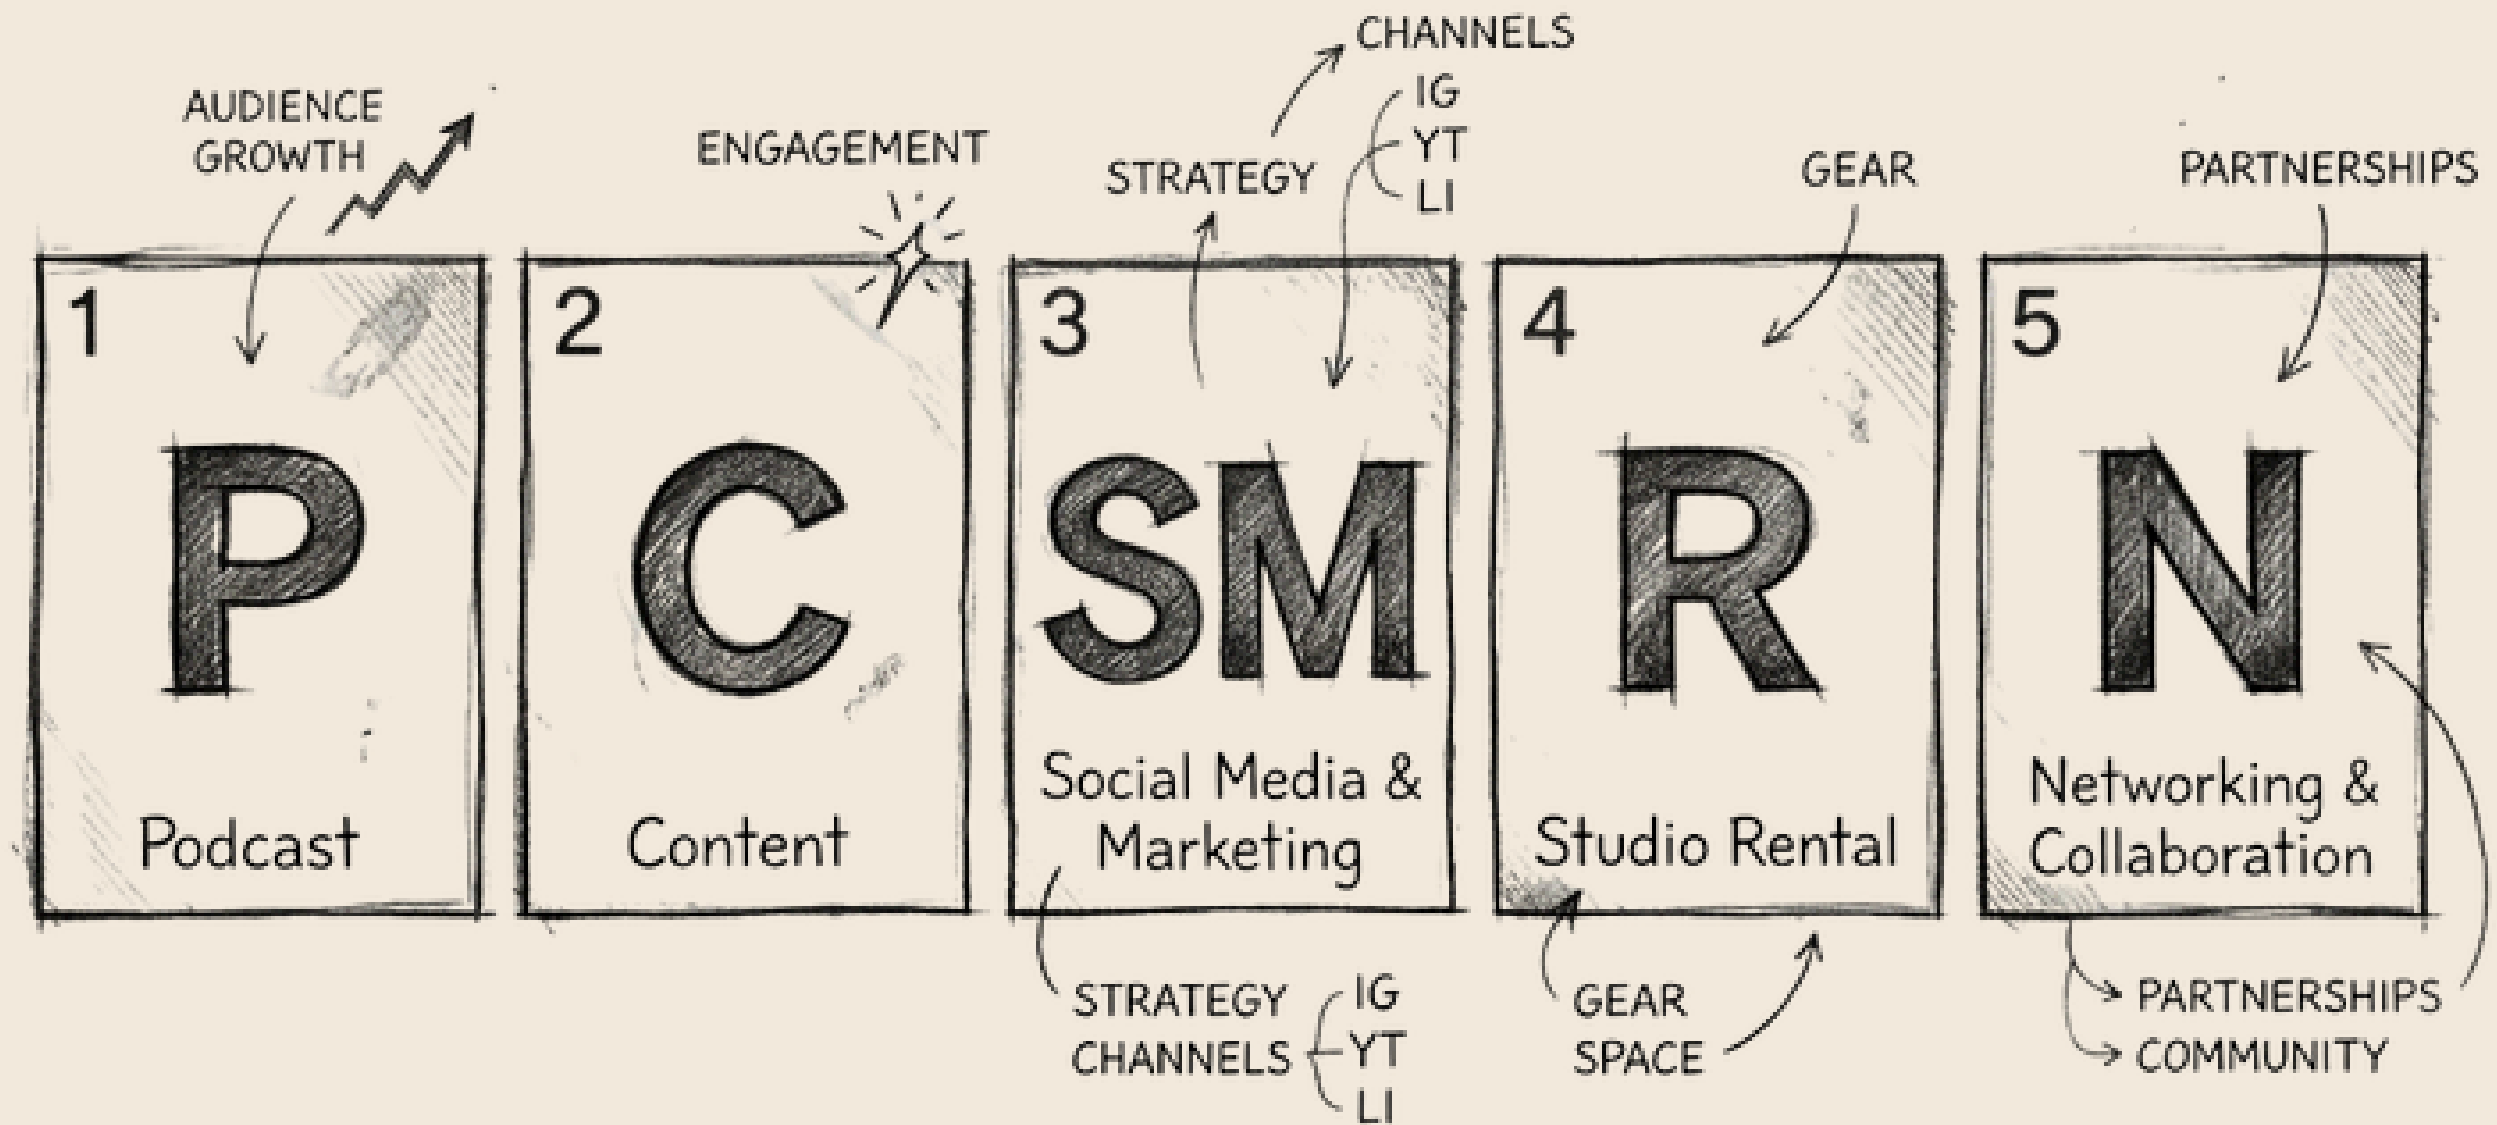 AUDIENCE
GROWTH
ENGAGEMENT
STRATEGY
CHANNELS
IG
YT
LI
GEAR
PARTNERSHIPS
1
P
Podcast
2
C
Content
3
SM
Social Media &
Marketing
4
R
Studio Rental
5
N
Networking &
Collaboration
STRATEGY
CHANNELS
IG
YT
LI
GEAR
SPACE
PARTNERSHIPS
COMMUNITY